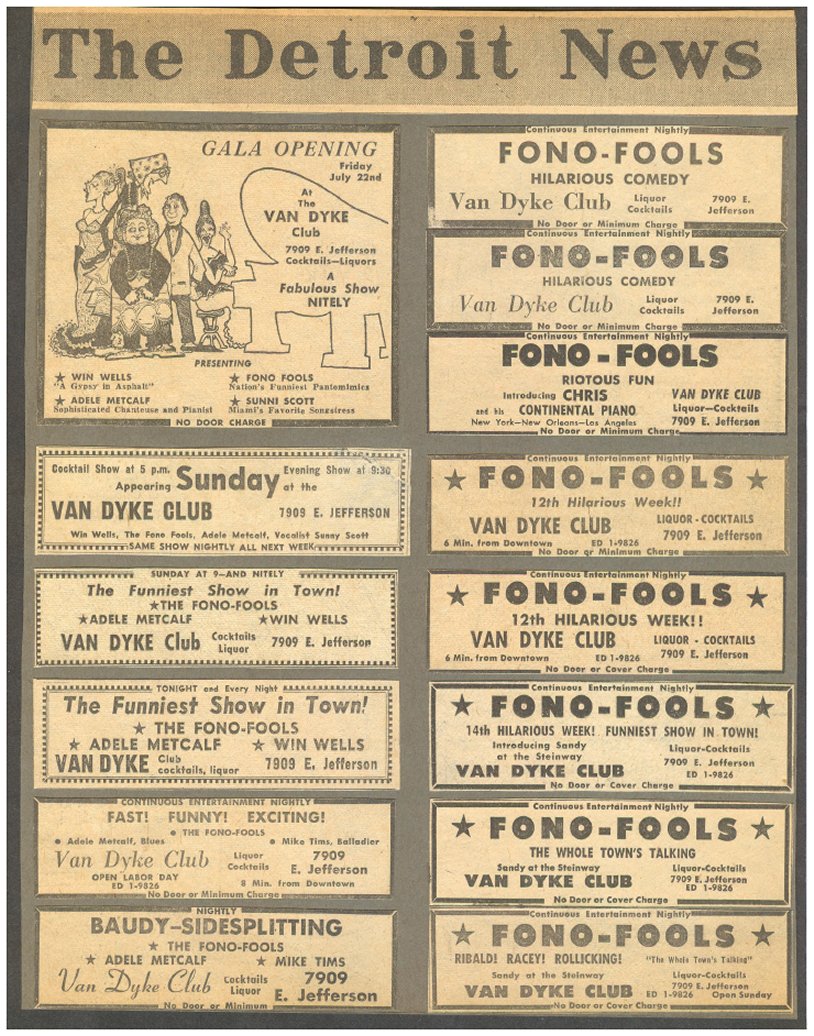 The Detroit News
GALA OPENING
Friday
July 22nd
At
The
VAN DYKE
Club
7909 E. Jefferson
Cocktails—Liquors
A
Fabulous Show
NITELY
PRESENTING
★ WIN WELLS
"A Gypsy in Asphalt"
★ FONO FOOLS
Nation's Funniest Pantomimics
★ ADELE METCALF
Sophisticated Chanteuse and Pianist
★ SUNNI SCOTT
Miami's Favorite Songstress
NO DOOR CHARGE
Cocktail Show at 5 p.m. Sunday Evening Show at 9:30
Appearing at the
VAN DYKE CLUB 7909 E. JEFFERSON
Win Wells, The Fono Fools, Adele Metcalf, Vocalist Sunny Scott
SAME SHOW NIGHTLY ALL NEXT WEEK
SUNDAY AT 9—AND NITELY
The Funniest Show in Town!
★THE FONO-FOOLS
★ADELE METCALF ★WIN WELLS
VAN DYKE Club Cocktails Liquor 7909 E. Jefferson
TONIGHT and Every Night
The Funniest Show in Town!
★ THE FONO-FOOLS
★ ADELE METCALF ★ WIN WELLS
VAN DYKE Club cocktails, liquor 7909 E. Jefferson
CONTINUOUS ENTERTAINMENT NIGHTLY
FAST! FUNNY! EXCITING!
● THE FONO-FOOLS
● Adele Metcalf, Blues ● Mike Tims, Balladier
Van Dyke Club Liquor Cocktails 7909 E. Jefferson
OPEN LABOR DAY
ED 1-9826 8 Min. from Downtown
No Door or Minimum Charge
NIGHTLY
BAUDY—SIDESPLITTING
★ THE FONO-FOOLS
★ ADELE METCALF ★ MIKE TIMS
Van Dyke Club Cocktails Liquor 7909 E. Jefferson
No Door or Minimum
Continuous Entertainment Nightly
FONO-FOOLS
HILARIOUS COMEDY
Van Dyke Club Liquor Cocktails 7909 E. Jefferson
No Door or Minimum Charge
Continuous Entertainment Nightly
FONO-FOOLS
HILARIOUS COMEDY
Van Dyke Club Liquor Cocktails 7909 E. Jefferson
No Door or Minimum Charge
FONO-FOOLS
RIOTOUS FUN
Introducing CHRIS VAN DYKE CLUB
and his CONTINENTAL PIANO Liquor—Cocktails
New York—New Orleans—Los Angeles 7909 E. Jefferson
No Door or Minimum Charge
Continuous Entertainment Nightly
★ FONO-FOOLS ★
12th Hilarious Week!!
VAN DYKE CLUB LIQUOR - COCKTAILS
7909 E. Jefferson
6 Min. from Downtown ED 1-9826
No Door or Minimum Charge
Continuous Entertainment Nightly
★ FONO-FOOLS ★
12th HILARIOUS WEEK!!
VAN DYKE CLUB LIQUOR - COCKTAILS
7909 E. Jefferson
6 Min. from Downtown ED 1-9826
No Door or Cover Charge
Continuous Entertainment Nightly
★ FONO-FOOLS ★
14th HILARIOUS WEEK! FUNNIEST SHOW IN TOWN!
Introducing Sandy Liquor-Cocktails
at the Steinway 7909 E. Jefferson
VAN DYKE CLUB ED 1-9826
No Door or Cover Charge
Continuous Entertainment Nightly
★ FONO-FOOLS ★
THE WHOLE TOWN'S TALKING
Sandy at the Steinway Liquor-Cocktails
VAN DYKE CLUB 7909 E. Jefferson
ED 1-9826
No Door or Cover Charge
Continuous Entertainment Nightly
★ FONO-FOOLS ★
RIBALD! RACEY! ROLLICKING! "The Whole Town's Talking"
Sandy at the Steinway Liquor-Cocktails
7909 E. Jefferson
VAN DYKE CLUB ED 1-9826 Open Sunday
No Door or Cover Charge